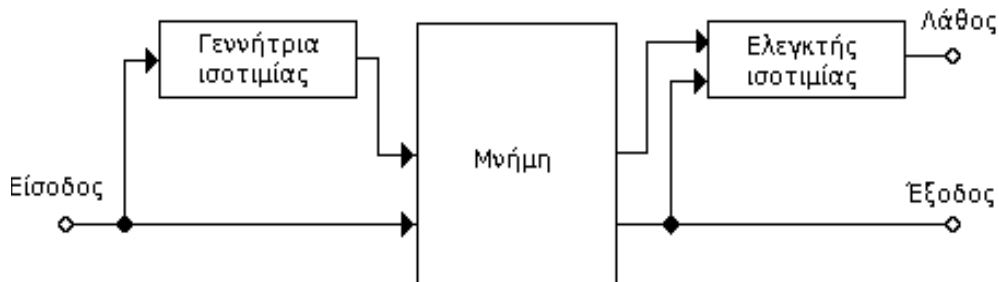 Γεννήτρια
ισοτιμίας
Μνήμη
Ελεγκτής
ισοτιμίας
Λάθος
Είσοδος
Έξοδος